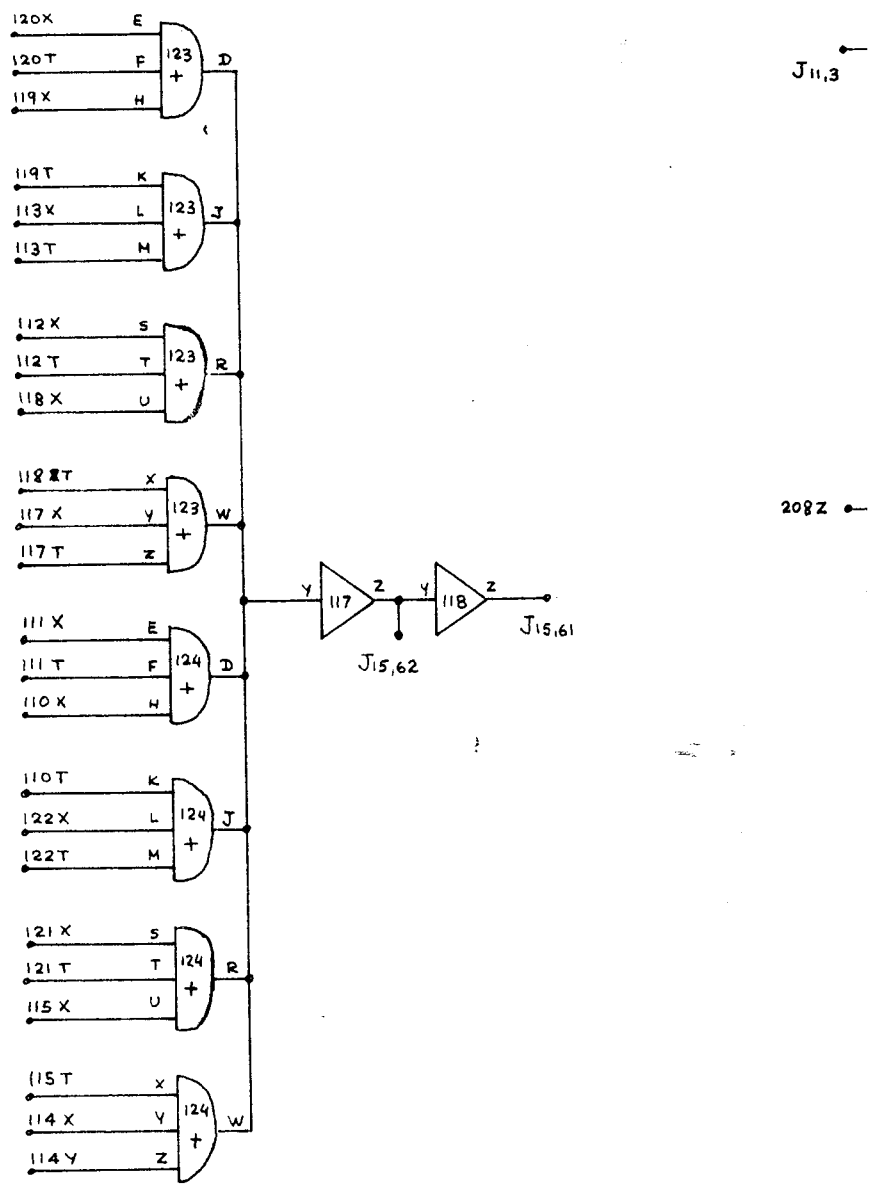 120X E
120T F 123 + D
119X H
J11,3
119T K
113X L 123 + J
113T M
112X S
112T T 123 + R
118X U
118 T X
117X Y 123 + W
117T Z
208Z
Y 117 Z Y 118 Z
J15,61
J15,62
111X E
111T F 124 + D
110X H
110T K
122X L 124 + J
122T M
121X S
121T T 124 + R
115X U
115T X
114X Y 124 + W
114Y Z